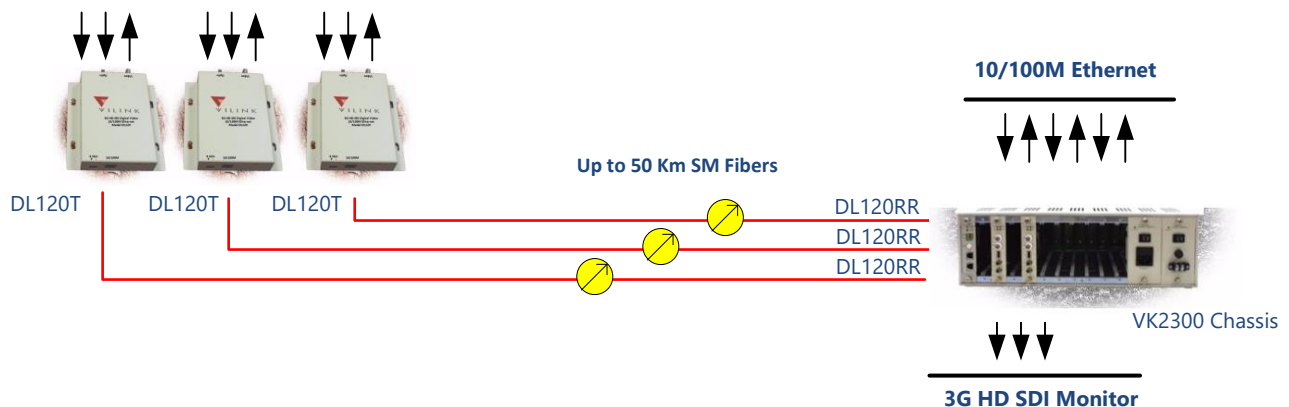 10/100M Ethernet
VILINK
VILINK
VILINK
Up to 50 Km SM Fibers
DL120T
DL120T
DL120T
DL120RR
DL120RR
DL120RR
VK2300 Chassis
3G HD SDI Monitor